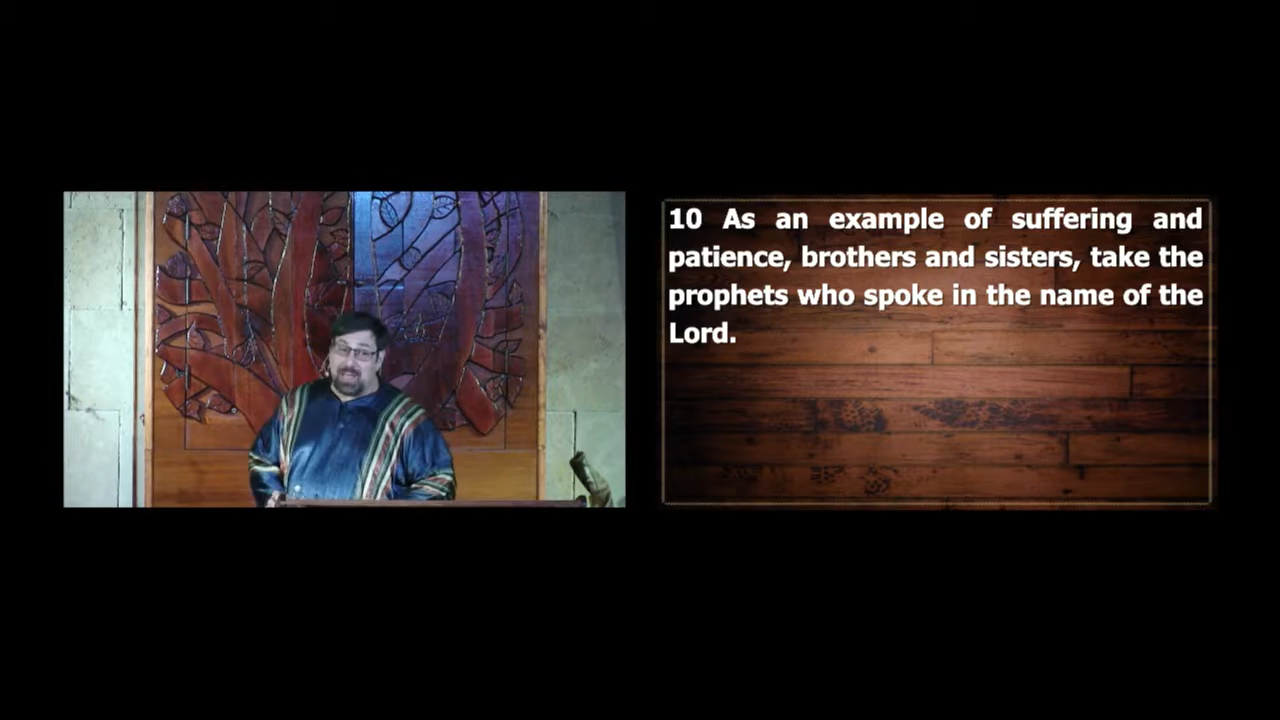 10 As an example of suffering and
patience, brothers and sisters, take the
prophets who spoke in the name of the
Lord.